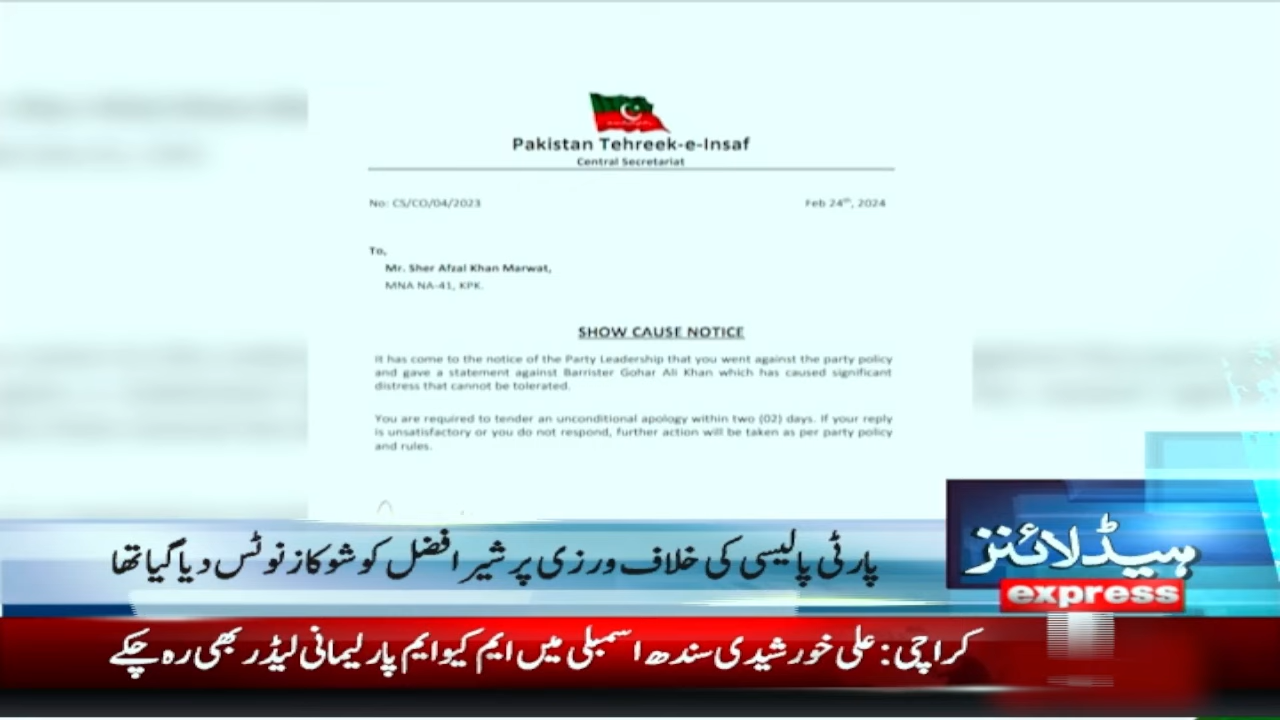 Pakistan Tehreek-e-Insaf
Central Secretariat
No: CS/CO/04/2023
Feb 24th, 2024
To,
Mr. Sher Afzal Khan Marwat,
MNA NA-41, KPK.
SHOW CAUSE NOTICE
It has come to the notice of the Party Leadership that you went against the party policy
and gave a statement against Barrister Gohar Ali Khan which has caused significant
distress that cannot be tolerated.
You are required to tender an unconditional apology within two (02) days. If your reply
is unsatisfactory or you do not respond, further action will be taken as per party policy
and rules.
پارٹی پالیسی کی خلاف ورزی پر شیر افضل کو شوکاز نوٹس دیا گیا تھا
ہیڈلائنز
express
کراچی: علی خورشیدی سندھ اسمبلی میں ایم کیو ایم پارلیمانی لیڈر بھی رہ چکے